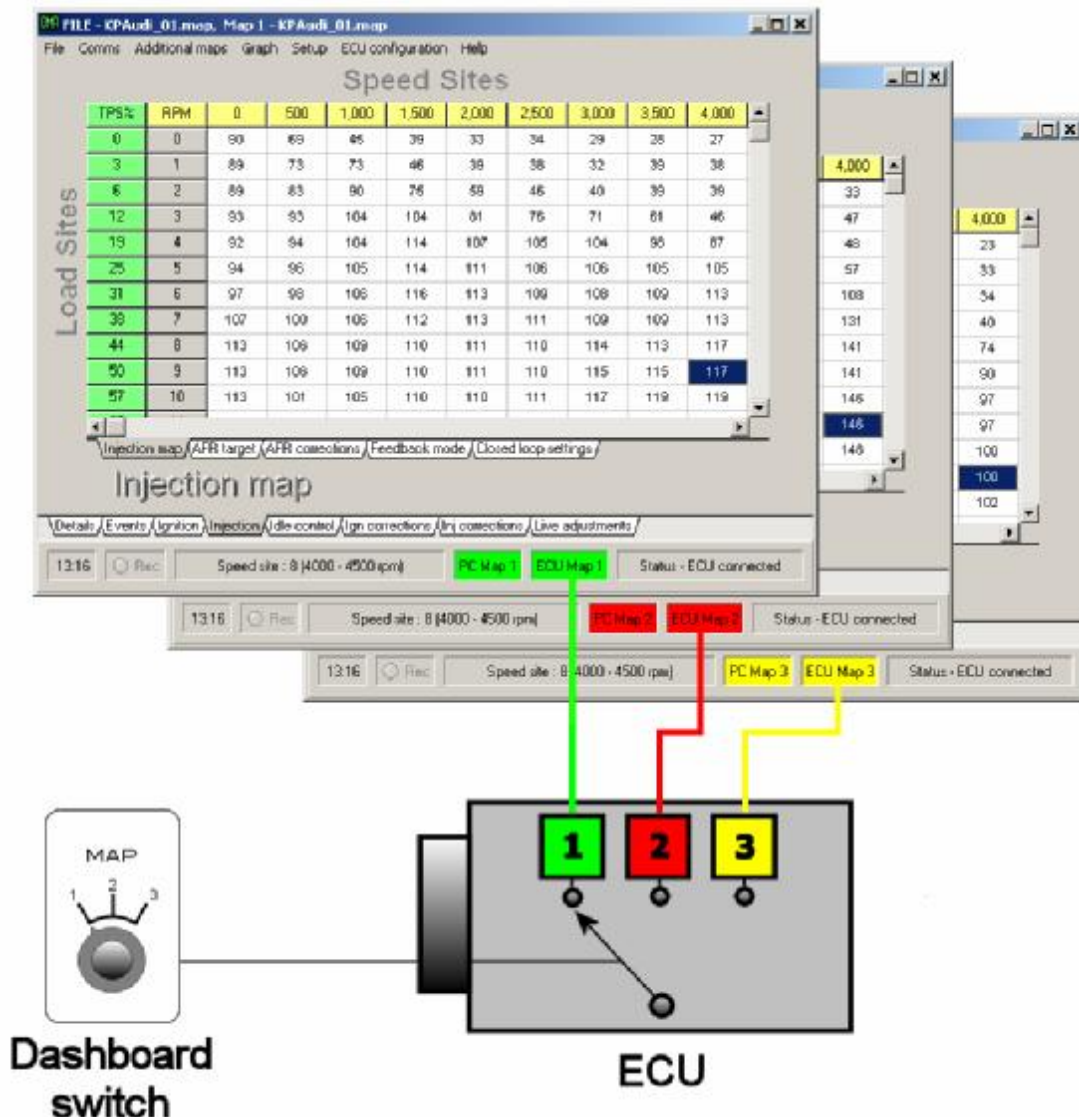 FILE - KPAudi_01.map, Map 1 - KPAudi_01.map
File Comms Additional maps Graph Setup ECU configuration Help
Speed Sites
Load Sites
TPS% RPM 0 500 1,000 1,500 2,000 2,500 3,000 3,500 4,000
0 0 90 69 39 33 34 29 28 27
3 1 89 73 73 46 39 38 32 39 38
6 2 89 83 90 76 59 46 40 39 39
12 3 93 93 104 104 81 76 71 61 46
19 4 92 94 104 114 107 105 104 87
25 5 94 96 105 114 111 106 106 105 105
31 6 97 98 106 116 113 109 108 109 113
38 7 107 100 106 112 113 111 109 109 113
44 8 113 109 110 111 110 114 113 117
50 9 113 109 110 111 110 115 115 117
57 10 113 101 105 110 110 111 117 119 119
Injection map AFR target AFR corrections Feedback mode Closed loop settings
Injection map
Details Events Ignition Injection Idle control Ign corrections Inj corrections Live adjustments
13:16 Rec Speed site : 8 (4000 - 4500 rpm) PC Map 1 ECU Map 1 Status - ECU connected
4,000
33
47
48
57
108
131
141
141
146
146
148
13:16 Rec Speed site : 8 (4000 - 4500 rpm) PC Map 2 ECU Map 2 Status - ECU connected
4,000
23
33
34
40
74
90
97
97
100
100
102
13:16 Rec Speed site : 8 (4000 - 4500 rpm) PC Map 3 ECU Map 3 Status - ECU connected
1 2 3
MAP
1 2 3
Dashboard
switch
ECU